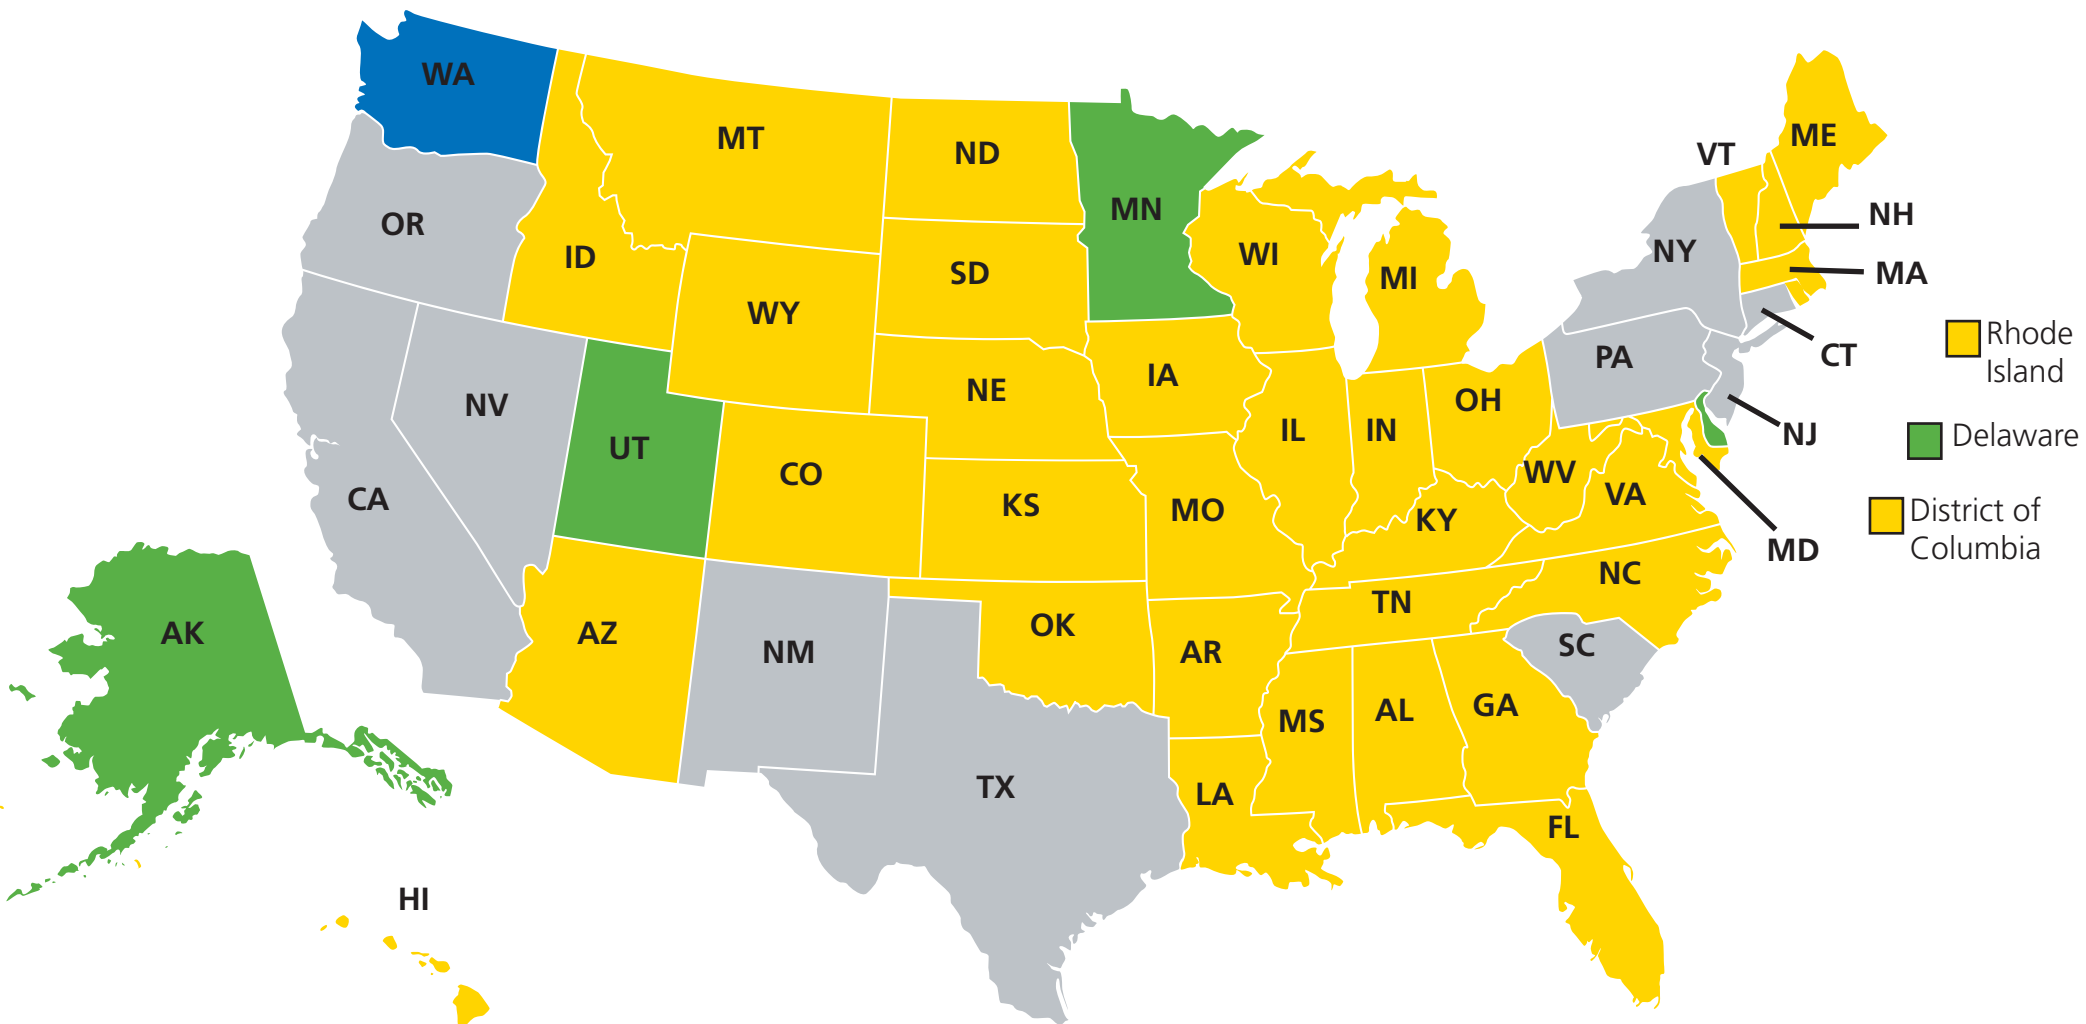 WA
MT
ND
MN
ME
VT
NH
OR
ID
SD
WI
MI
NY
MA
WY
Rhode
Island
PA
CT
IA
NE
NV
OH
IL
IN
NJ
Delaware
UT
CO
WV
VA
CA
KS
MO
KY
District of
Columbia
MD
NC
TN
AK
AZ
OK
NM
AR
SC
MS
AL
GA
TX
LA
FL
HI